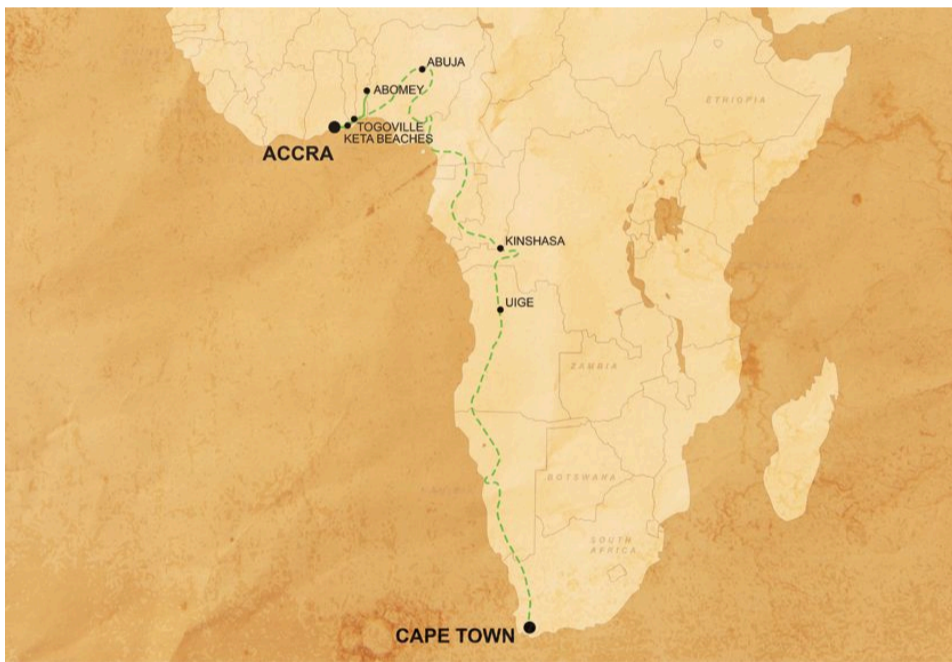 ABUJA
ABOMEY
ETHIOPIA
TOGOVILLE
KETA BEACHES
ACCRA
KINSHASA
UIGE
ZAMBIA
BOTSWANA
SOUTH
AFRICA
CAPE TOWN